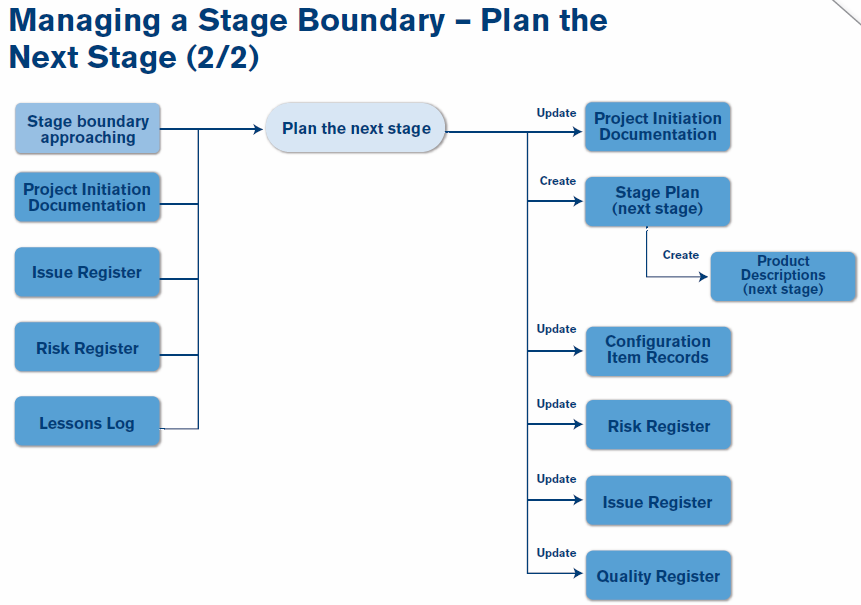 Managing a Stage Boundary – Plan the
Next Stage (2/2)
Stage boundary
approaching
Project Initiation
Documentation
Issue Register
Risk Register
Lessons Log
Plan the next stage
Update
Project Initiation
Documentation
Create
Stage Plan
(next stage)
Create
Product
Descriptions
(next stage)
Update
Configuration
Item Records
Update
Risk Register
Update
Issue Register
Update
Quality Register